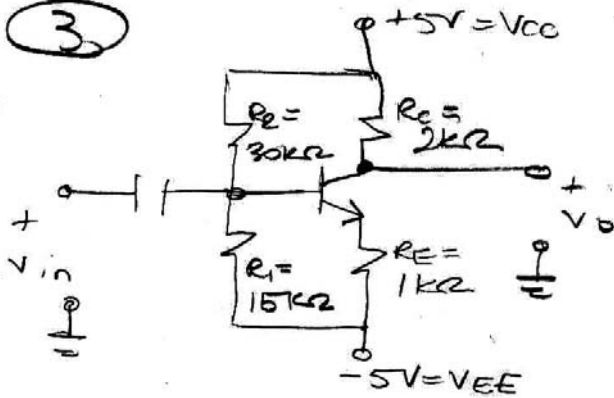 3.
+5V = VCC
R2 =
30KΩ
RC =
2KΩ
+
Vin
R1 =
15KΩ
RE =
1KΩ
+
Vo
-5V = VEE